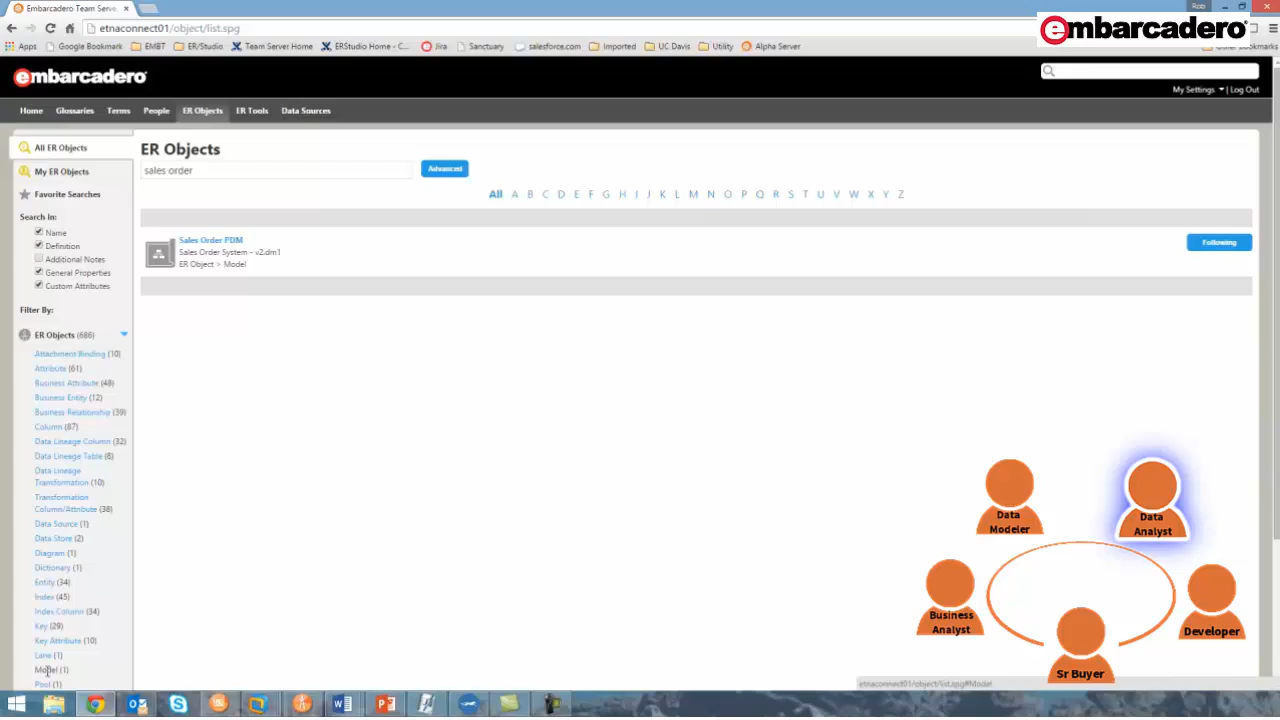 Embarcadero Team Serve
Rob
embarcadero
etnaconnect01/object/list.spg
Apps Google Bookmark EMBT ER/Studio Team Server Home ERStudio Home - C... Jira Sanctuary salesforce.com Imported UC Davis Utility Alpha Server Other bookmarks
embarcadero
My Settings | Log Out
Home Glossaries Terms People ER Objects ER Tools Data Sources
All ER Objects
My ER Objects
Favorite Searches
Search In:
Name
Definition
Additional Notes
General Properties
Custom Attributes
Filter By:
ER Objects (686)
Attachment Binding (10)
Attribute (61)
Business Attribute (48)
Business Entity (12)
Business Relationship (39)
Column (87)
Data Lineage Column (32)
Data Lineage Table (8)
Data Lineage
Transformation (10)
Transformation
Column/Attribute (38)
Data Source (1)
Data Store (2)
Diagram (1)
Dictionary (1)
Entity (34)
Index (45)
Index Column (34)
Key (29)
Key Attribute (10)
Lane (1)
Model (1)
Pool (1)
ER Objects
sales order
Advanced
All A B C D E F G H I J K L M N O P Q R S T U V W X Y Z
Sales Order PDM
Sales Order System - v2.dm1
ER Object > Model
Following
Data
Modeler
Data
Analyst
Business
Analyst
Developer
Sr Buyer
etnaconnect01/object/list.spg#Model